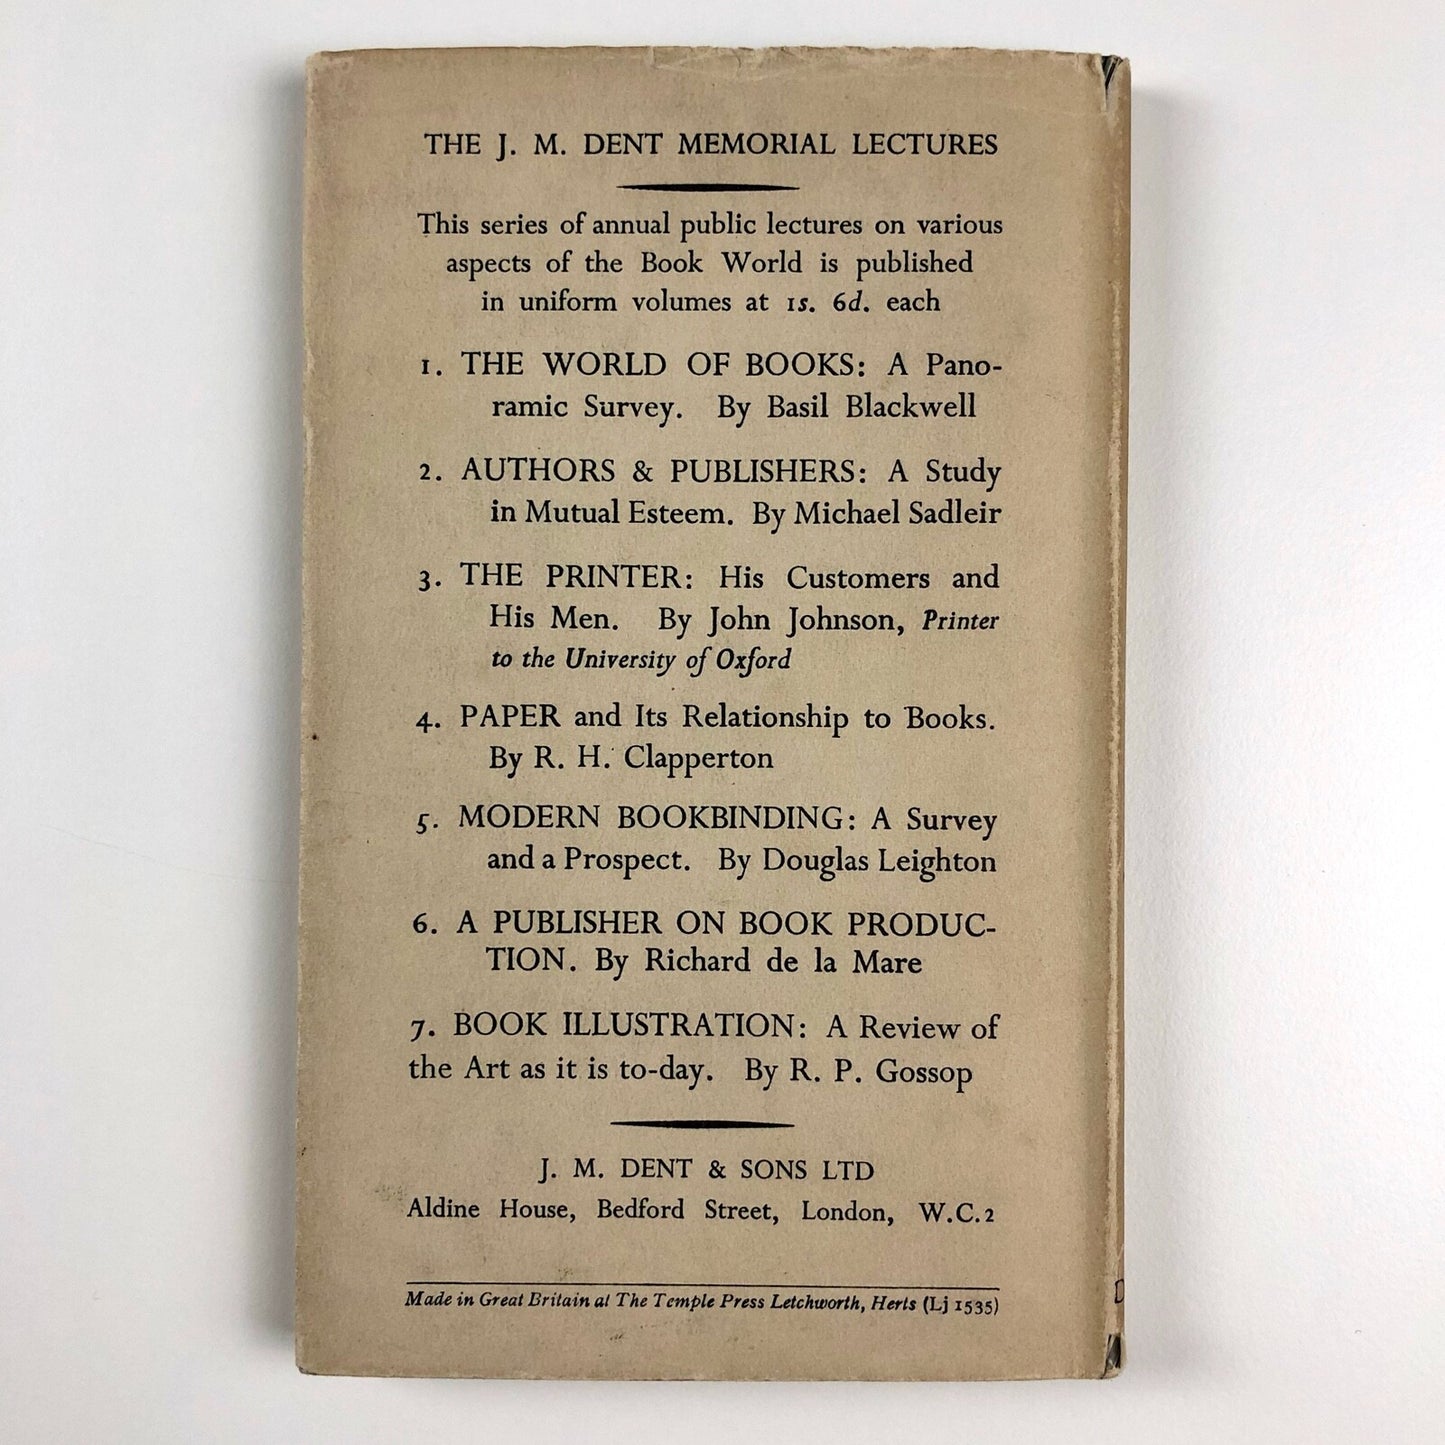 THE J. M. DENT MEMORIAL LECTURES
This series of annual public lectures on various
aspects of the Book World is published
in uniform volumes at 1s. 6d. each
1. THE WORLD OF BOOKS: A Pano-
ramic Survey. By Basil Blackwell
2. AUTHORS & PUBLISHERS: A Study
in Mutual Esteem. By Michael Sadleir
3. THE PRINTER: His Customers and
His Men. By John Johnson, Printer
to the University of Oxford
4. PAPER and Its Relationship to Books.
By R. H. Clapperton
5. MODERN BOOKBINDING: A Survey
and a Prospect. By Douglas Leighton
6. A PUBLISHER ON BOOK PRODUC-
TION. By Richard de la Mare
7. BOOK ILLUSTRATION: A Review of
the Art as it is to-day. By R. P. Gossop
J. M. DENT & SONS LTD
Aldine House, Bedford Street, London, W.C.2
Made in Great Britain at The Temple Press Letchworth, Herts (Lj 1535)